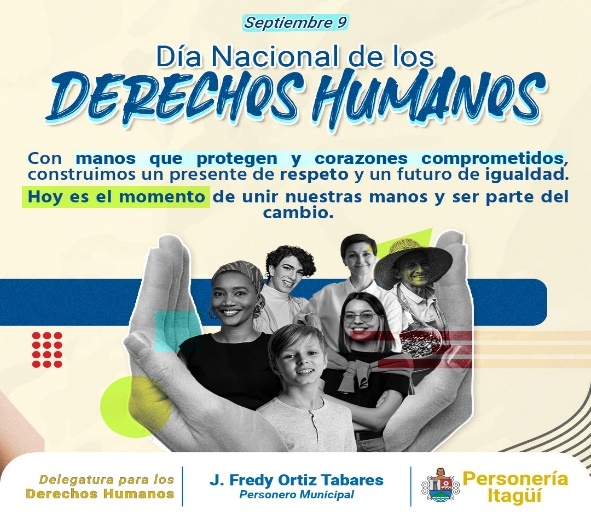 Septiembre 9
Día Nacional de los
DERECHOS HUMANOS
Con manos que protegen y corazones comprometidos,
construimos un presente de respeto y un futuro de igualdad.
Hoy es el momento de unir nuestras manos y ser parte del
cambio.
Delegatura para los
Derechos Humanos
J. Fredy Ortiz Tabares
Personero Municipal
Personería
Itagüí